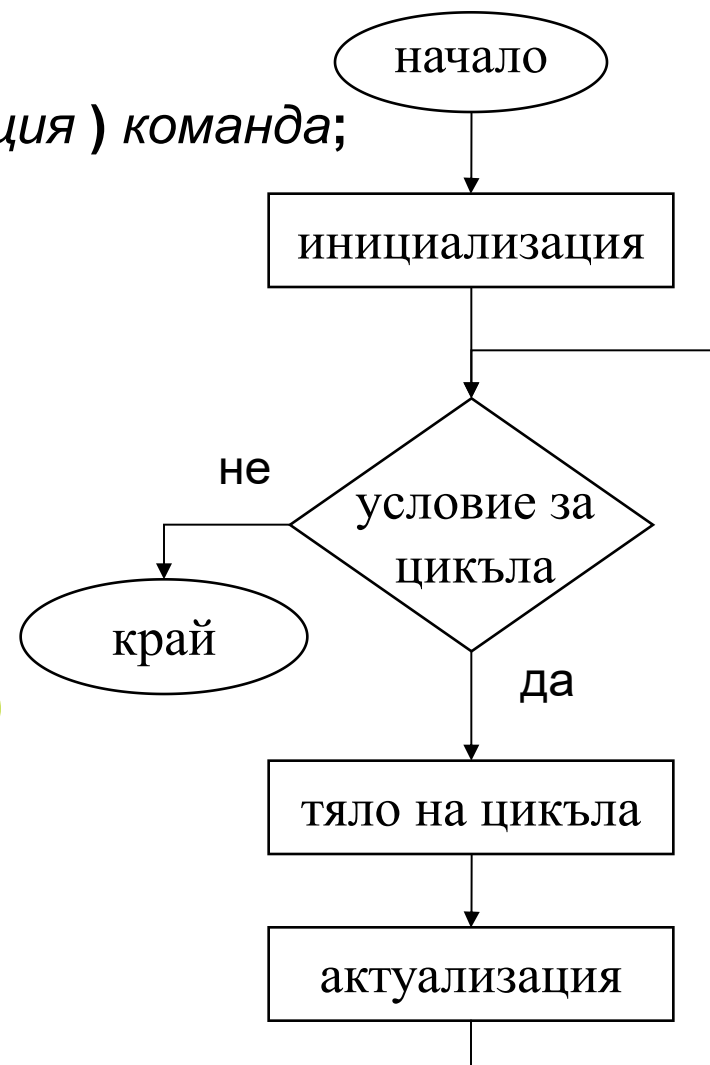 начало
ция ) команда;
инициализация
не
условие за
цикъла
край
да
тяло на цикъла
актуализация